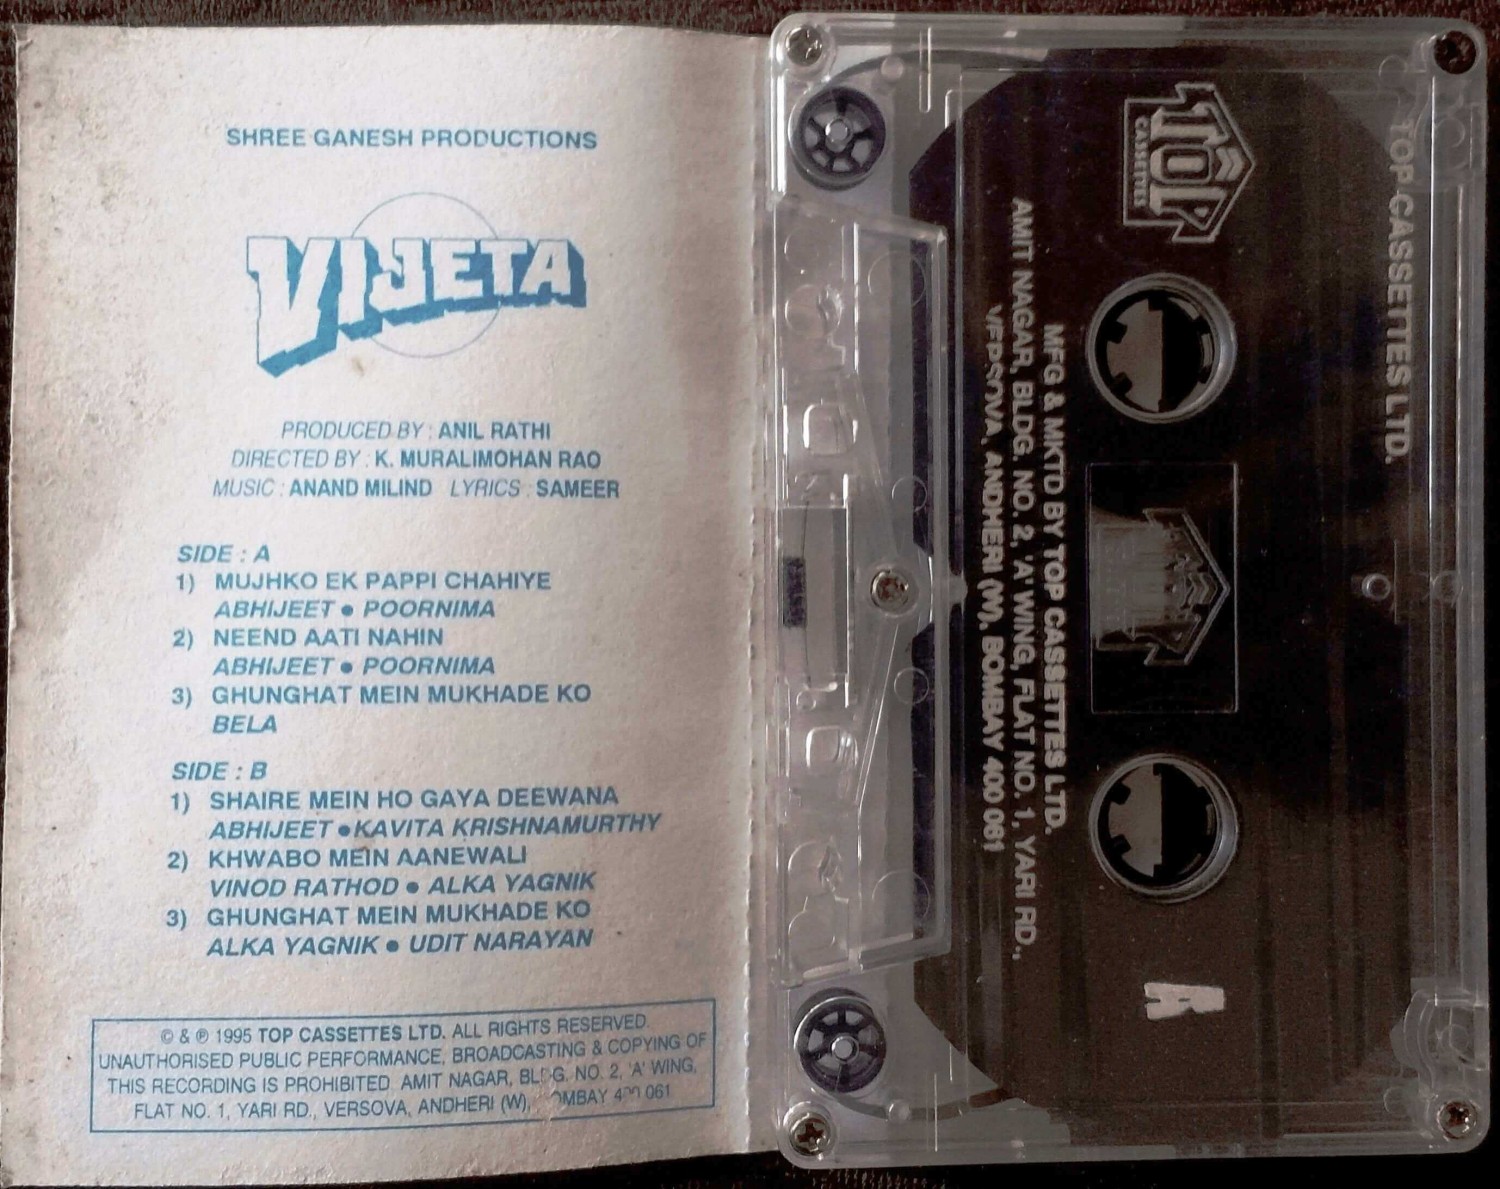 SHREE GANESH PRODUCTIONS
VIJETA
PRODUCED BY : ANIL RATHI
DIRECTED BY : K. MURALIMOHAN RAO
MUSIC : ANAND MILIND LYRICS : SAMEER
SIDE : A
1) MUJHKO EK PAPPI CHAHIYE
ABHIJEET ● POORNIMA
2) NEEND AATI NAHIN
ABHIJEET ● POORNIMA
3) GHUNGHAT MEIN MUKHADE KO
BELA
SIDE : B
1) SHAIRE MEIN HO GAYA DEEWANA
ABHIJEET ● KAVITA KRISHNAMURTHY
2) KHWABO MEIN AANEWALI
VINOD RATHOD ● ALKA YAGNIK
3) GHUNGHAT MEIN MUKHADE KO
ALKA YAGNIK ● UDIT NARAYAN
© & ℗ 1995 TOP CASSETTES LTD. ALL RIGHTS RESERVED.
UNAUTHORISED PUBLIC PERFORMANCE, BROADCASTING & COPYING OF
THIS RECORDING IS PROHIBITED. AMIT NAGAR, BLDG. NO. 2, 'A' WING,
FLAT NO. 1, YARI RD., VERSOVA, ANDHERI (W), BOMBAY 400 061
TOP CASSETTES LTD.
TOP
CASSETTES
MFG & MKTD BY TOP CASSETTES LTD.
AMIT NAGAR, BLDG. NO. 2, 'A' WING, FLAT NO. 1, YARI RD.,
VERSOVA, ANDHERI (W), BOMBAY 400 061
A